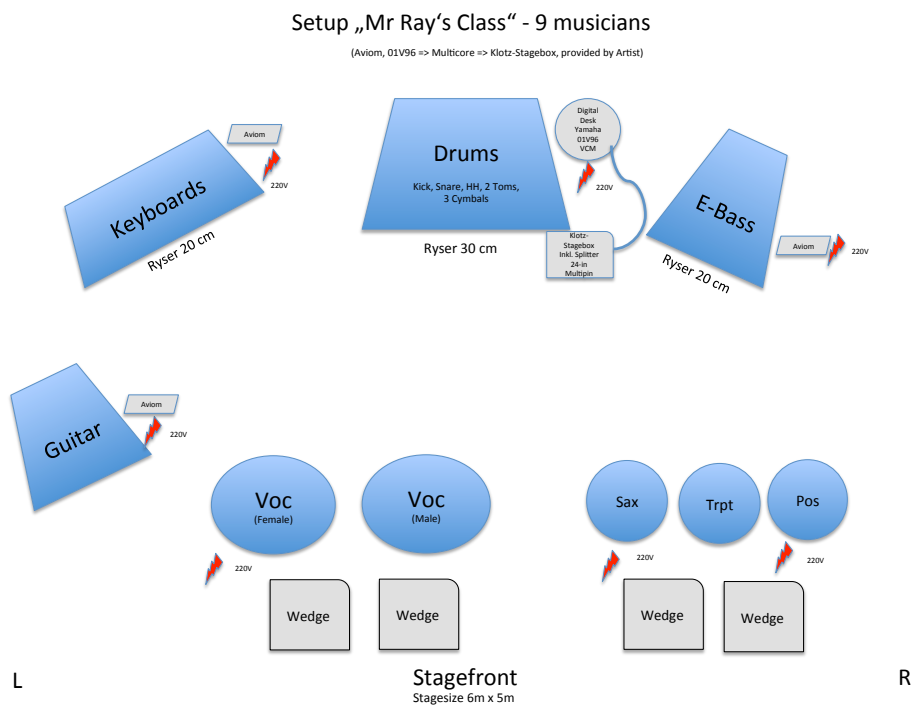 Setup „Mr Ray‘s Class“ - 9 musicians
(Aviom, 01V96 => Multicore => Klotz-Stagebox, provided by Artist)
Aviom
220V
Keyboards
Ryser 20 cm
Drums
Kick, Snare, HH, 2 Toms,
3 Cymbals
Ryser 30 cm
Digital
Desk
Yamaha
01V96
VCM
220V
Klotz-
Stagebox
Inkl. Splitter
24-in
Multipin
E-Bass
Ryser 20 cm
Aviom
220V
Guitar
Aviom
220V
Voc
(Female)
220V
Voc
(Male)
Sax
220V
Trpt
Pos
220V
Wedge
Wedge
Wedge
Wedge
L
Stagefront
Stagesize 6m x 5m
R